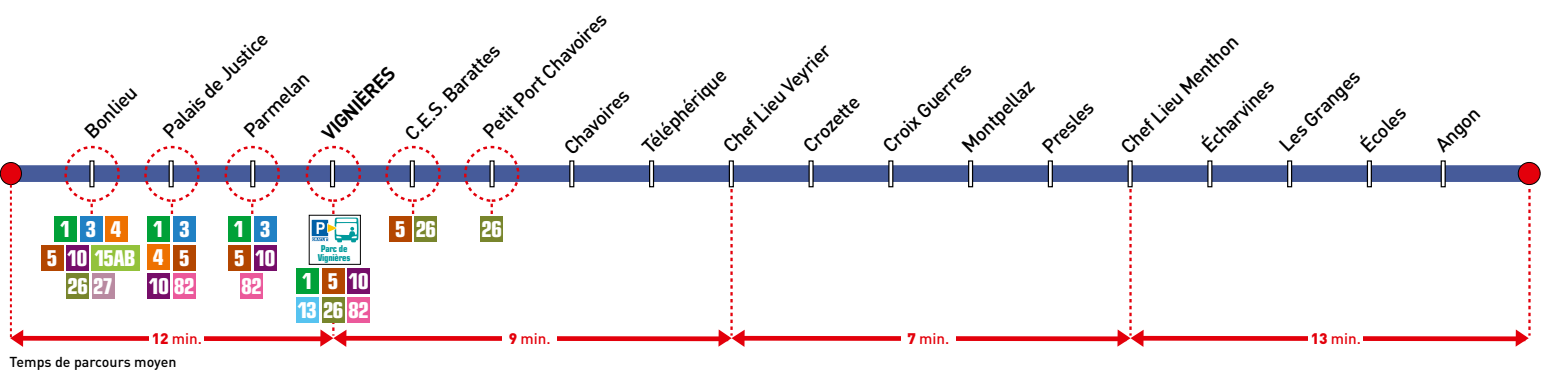 Bonlieu
Palais de Justice
Parmelan
VIGNIÈRES
C.E.S. Barattes
Petit Port Chavoires
Chavoires
Téléphérique
Chef Lieu Veyrier
Crozette
Croix Guerres
Montpellaz
Presles
Chef Lieu Menthon
Écharvines
Les Granges
Écoles
Angon
1 3 4
5 10 15AB
26 27
1 3
4 5
10 82
1 3
5 10
82
P
Parc de
Vignières
1 5 10
13 26 82
5 26
26
12 min.
9 min.
7 min.
13 min.
Temps de parcours moyen